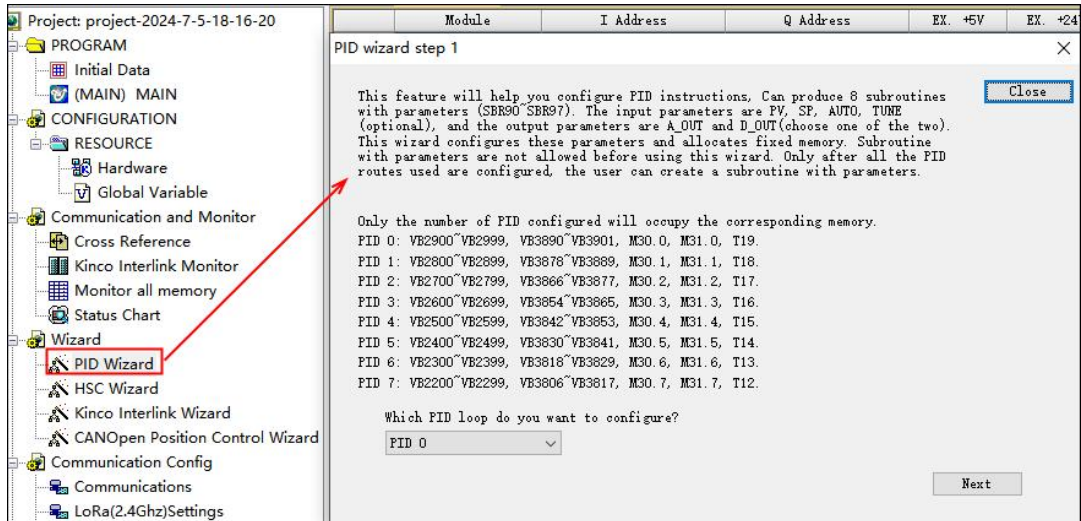 Project: project-2024-7-5-18-16-20
PROGRAM
Initial Data
(MAIN) MAIN
CONFIGURATION
RESOURCE
Hardware
Global Variable
Communication and Monitor
Cross Reference
Kinco Interlink Monitor
Monitor all memory
Status Chart
Wizard
PID Wizard
HSC Wizard
Kinco Interlink Wizard
CANOpen Position Control Wizard
Communication Config
Communications
LoRa(2.4Ghz)Settings
Module I Address Q Address EX. +5V EX. +24
PID wizard step 1
Close
This feature will help you configure PID instructions, Can produce 8 subroutines
with parameters (SBR90~SBR97). The input parameters are PV, SP, AUTO, TUNE
(optional), and the output parameters are A_OUT and D_OUT(choose one of the two).
This wizard configures these parameters and allocates fixed memory. Subroutine
with parameters are not allowed before using this wizard. Only after all the PID
routes used are configured, the user can create a subroutine with parameters.
Only the number of PID configured will occupy the corresponding memory.
PID 0: VB2900~VB2999, VB3890~VB3901, M30.0, M31.0, T19.
PID 1: VB2800~VB2899, VB3878~VB3889, M30.1, M31.1, T18.
PID 2: VB2700~VB2799, VB3866~VB3877, M30.2, M31.2, T17.
PID 3: VB2600~VB2699, VB3854~VB3865, M30.3, M31.3, T16.
PID 4: VB2500~VB2599, VB3842~VB3853, M30.4, M31.4, T15.
PID 5: VB2400~VB2499, VB3830~VB3841, M30.5, M31.5, T14.
PID 6: VB2300~VB2399, VB3818~VB3829, M30.6, M31.6, T13.
PID 7: VB2200~VB2299, VB3806~VB3817, M30.7, M31.7, T12.
Which PID loop do you want to configure?
PID 0
Next